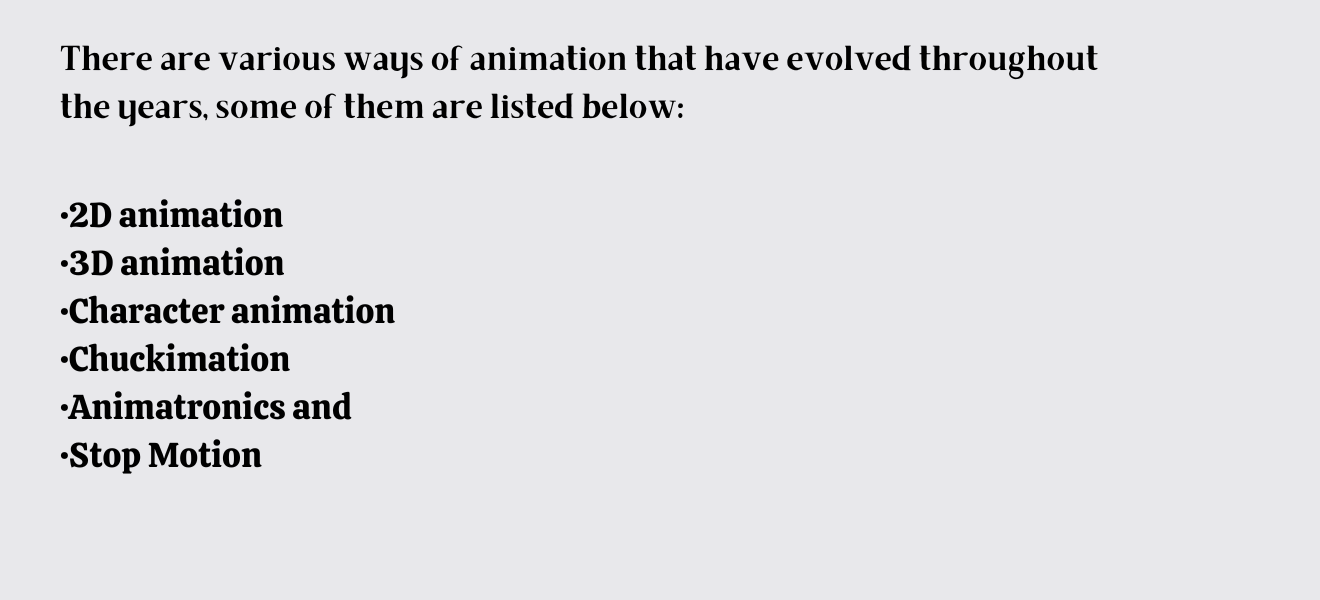 There are various ways of animation that have evolved throughout
the years, some of them are listed below:
•2D animation
•3D animation
•Character animation
•Chuckimation
•Animatronics and
•Stop Motion